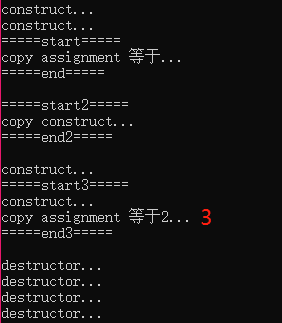 construct...
construct...
=====start=====
copy assignment 等于...
=====end=====
=====start2=====
copy construct...
=====end2=====
construct...
=====start3=====
construct...
copy assignment 等于2... 3
=====end3=====
destructor...
destructor...
destructor...
destructor...